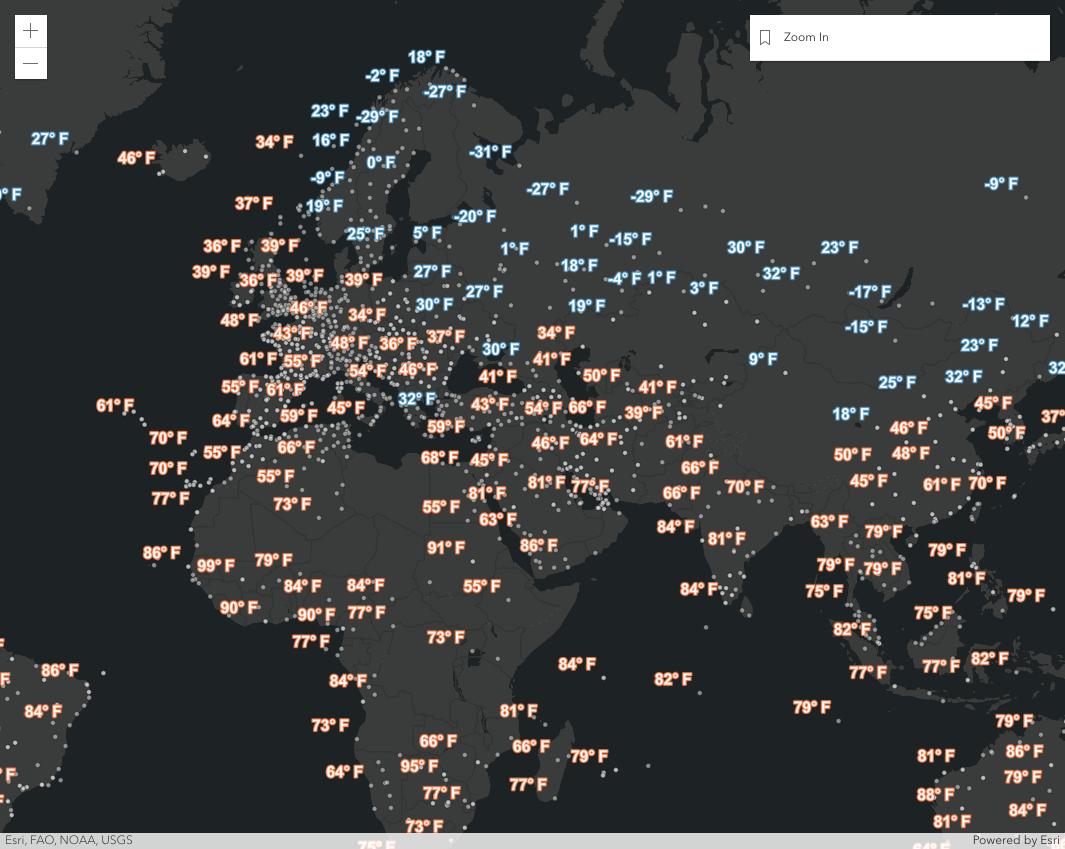 Zoom In
18° F
-2° F
-27° F
23° F
-29° F
27° F
34° F
16° F
46° F
0° F
-31° F
-9° F
-27° F
-29° F
-9° F
37° F
19° F
-20° F
25° F
5° F
1° F
-15° F
36° F
39° F
1° F
30° F
23° F
39° F
36° F
39° F
39° F
27° F
18° F
-4° F
1° F
32° F
3° F
27° F
-17° F
46° F
30° F
19° F
-13° F
48° F
34° F
12° F
43° F
-15° F
48° F
36° F
37° F
34° F
30° F
23° F
61° F
55° F
41° F
9° F
54° F
46° F
41° F
50° F
32° F
32
55° F
61° F
41° F
25° F
61° F
32° F
59° F
45° F
43° F
54° F
66° F
39° F
18° F
45° F
37°
64° F
59° F
46° F
50° F
70° F
66° F
46° F
64° F
61° F
55° F
68° F
45° F
50° F
48° F
70° F
66° F
55° F
81° F
77° F
70° F
45° F
61° F
70° F
77° F
73° F
55° F
81° F
66° F
63° F
84° F
81° F
63° F
79° F
86° F
91° F
86° F
79° F
99° F
79° F
79° F
79° F
84° F
84° F
55° F
84° F
75° F
81° F
79° F
90° F
90° F
77° F
75° F
77° F
73° F
82° F
86° F
84° F
82° F
77° F
77° F
82° F
84° F
84° F
81° F
79° F
79° F
73° F
66° F
66° F
79° F
81° F
86° F
64° F
95° F
79° F
77° F
77° F
88° F
84° F
73° F
81° F
75° F
64° F
Esri, FAO, NOAA, USGS
Powered by Esri